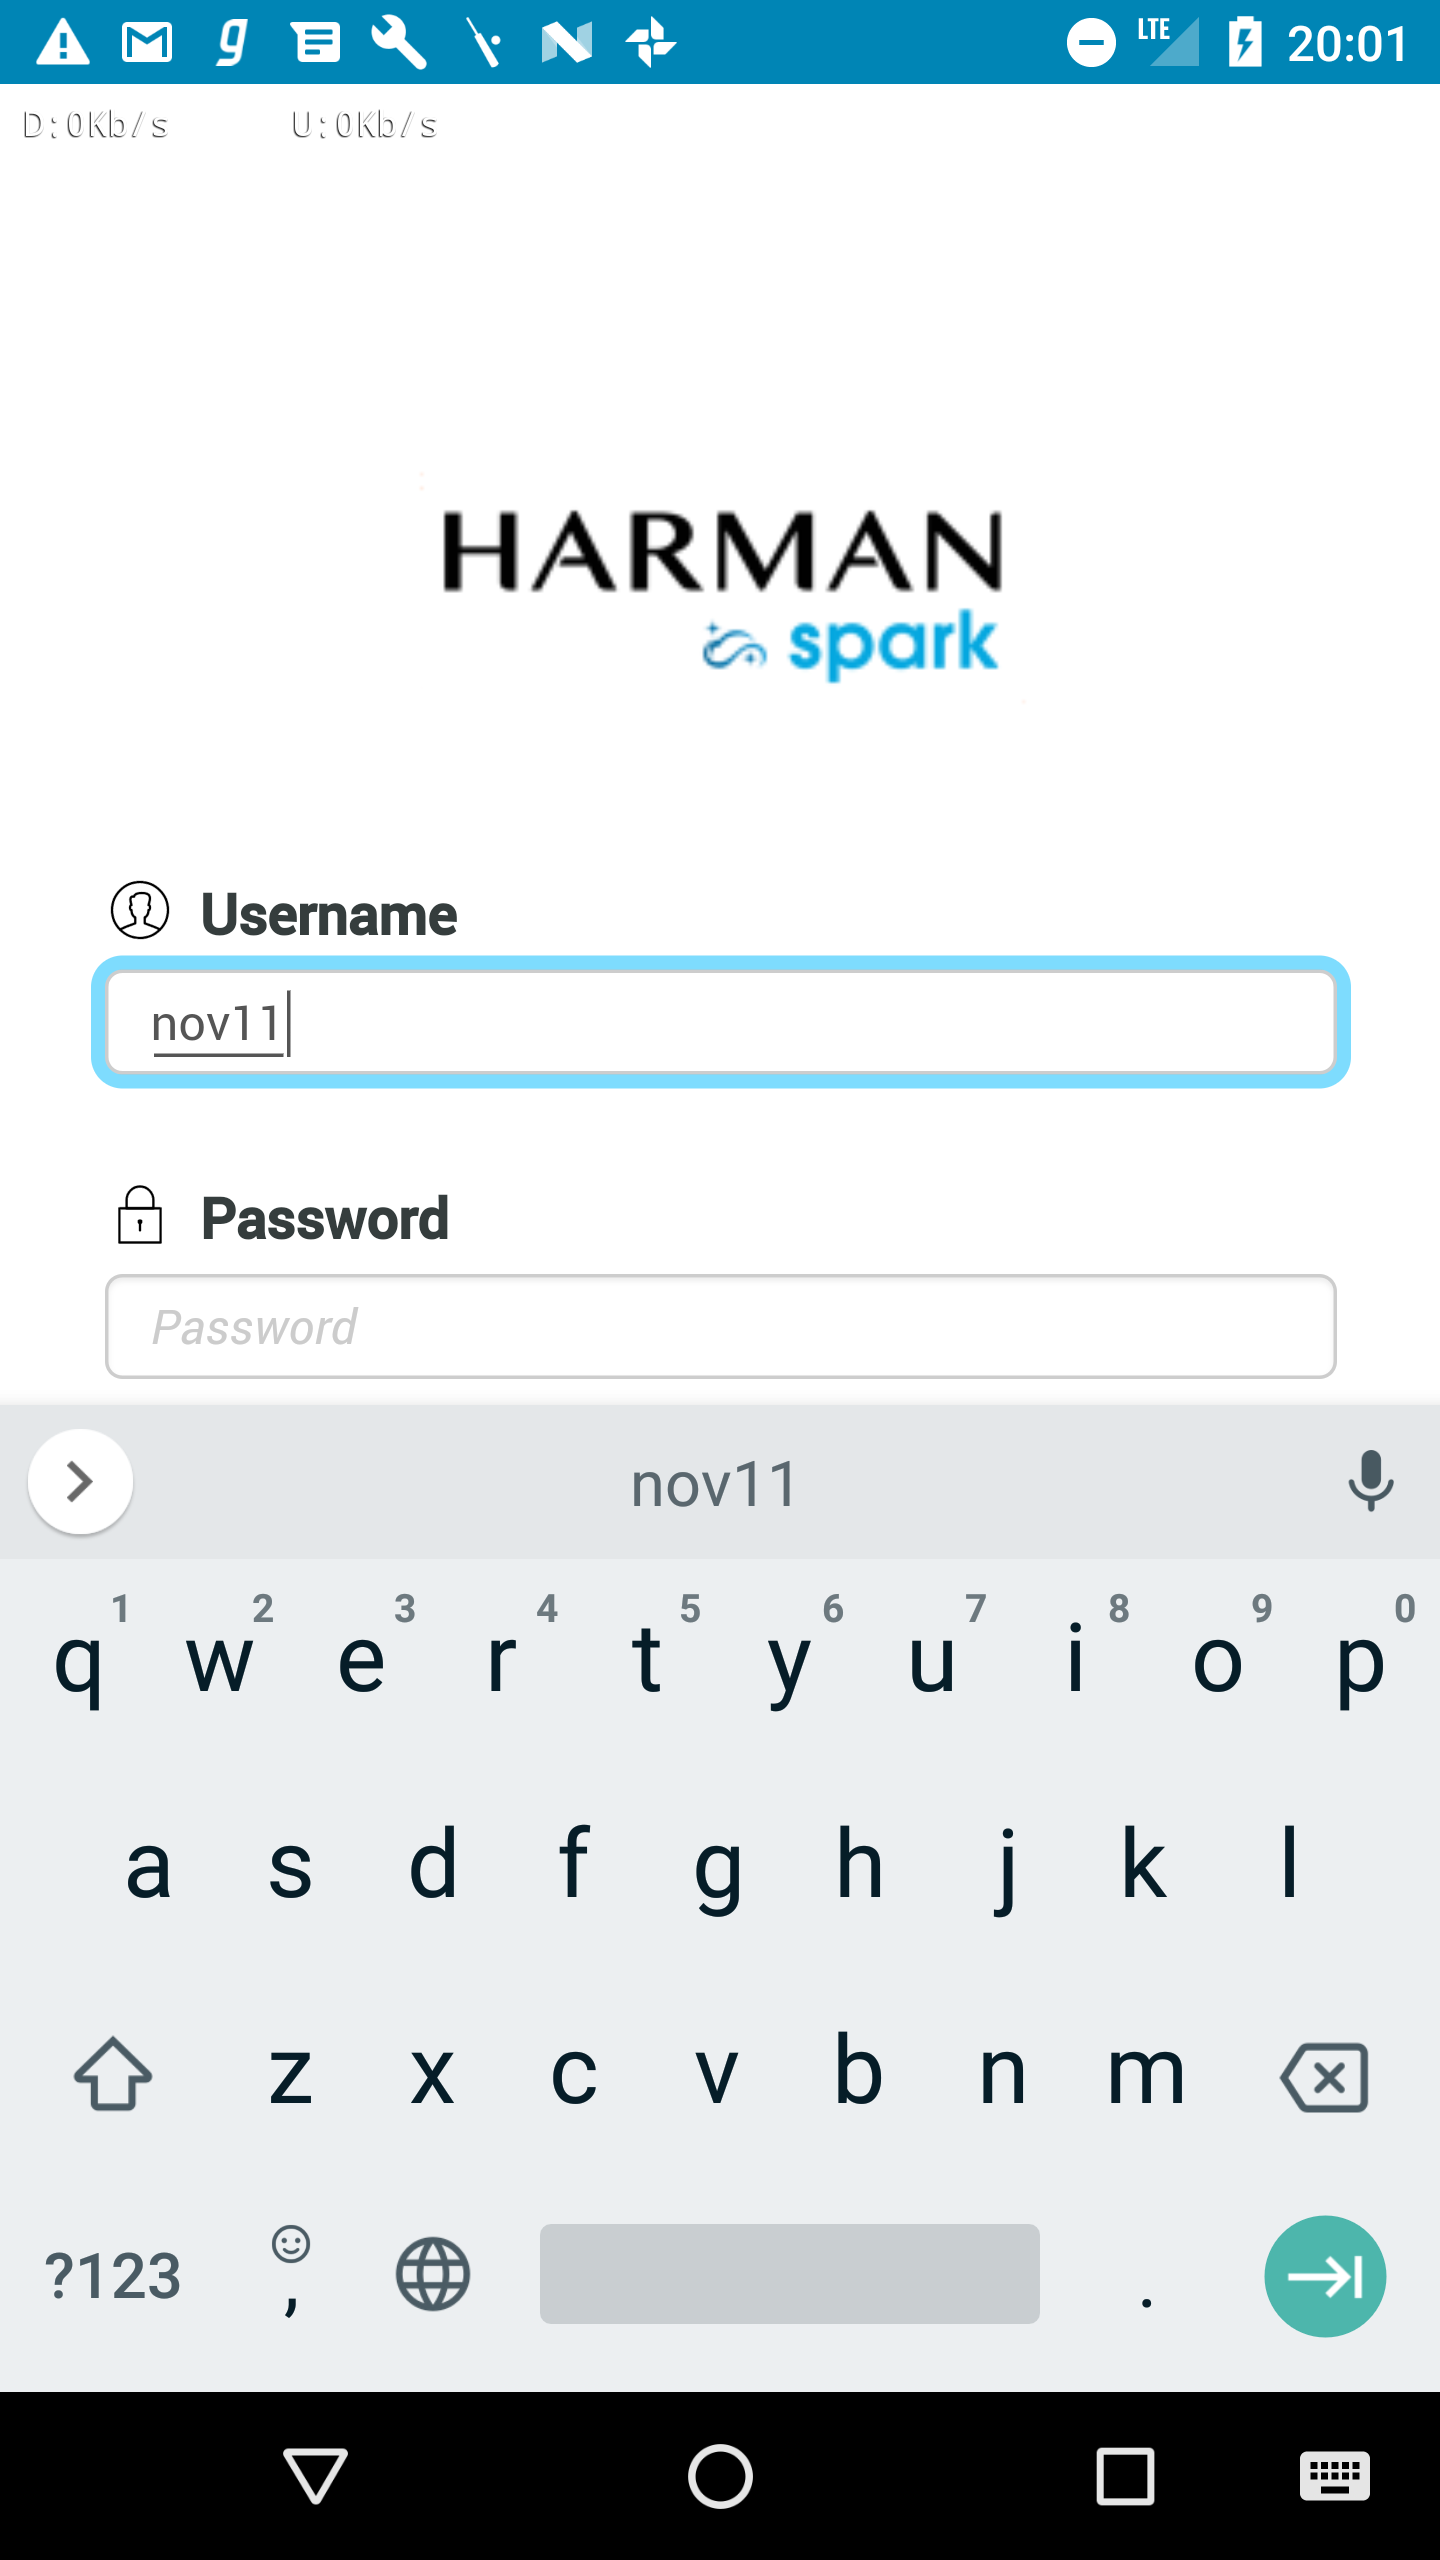 LTE 20:01
D:0Kb/s U:0Kb/s
HARMAN
spark
Username
nov11
Password
Password
nov11
1 2 3 4 5 6 7 8 9 0
q w e r t y u i o p
a s d f g h j k l
z x c v b n m
?123 , .